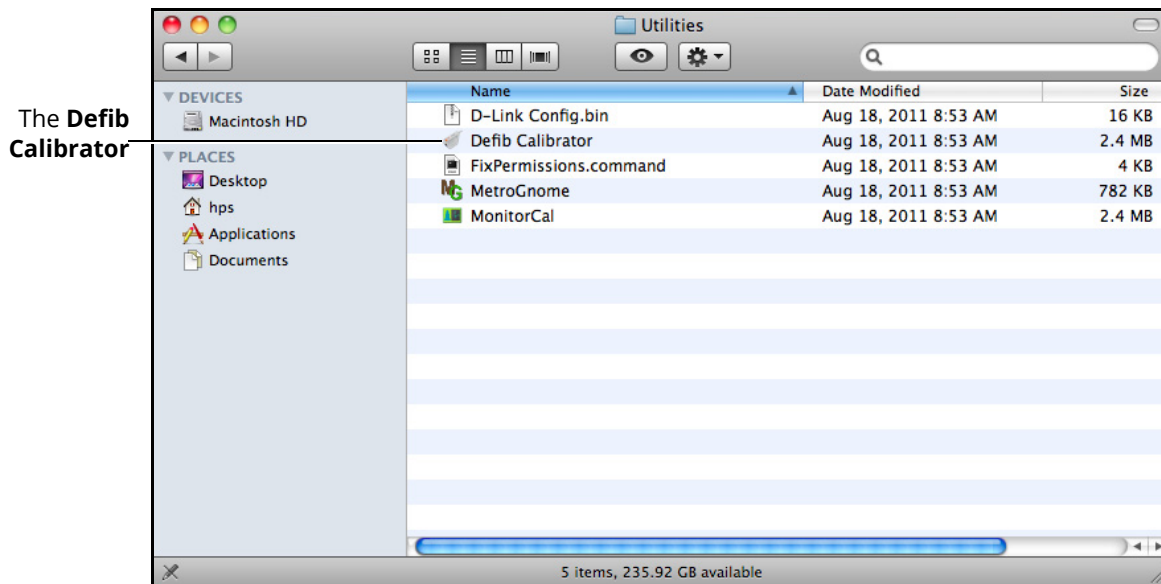 Utilities
The Defib
Calibrator
DEVICES
Macintosh HD
PLACES
Desktop
hps
Applications
Documents
Name Date Modified Size
D-Link Config.bin Aug 18, 2011 8:53 AM 16 KB
Defib Calibrator Aug 18, 2011 8:53 AM 2.4 MB
FixPermissions.command Aug 18, 2011 8:53 AM 4 KB
MetroGnome Aug 18, 2011 8:53 AM 782 KB
MonitorCal Aug 18, 2011 8:53 AM 2.4 MB
5 items, 235.92 GB available